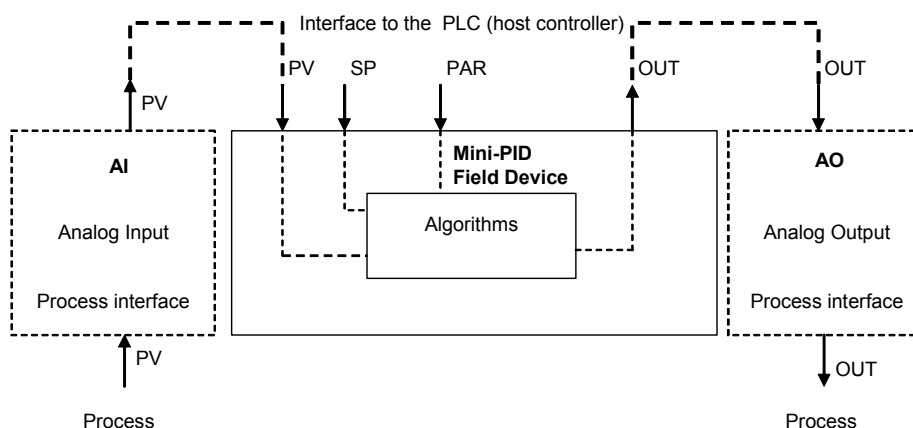 Interface to the PLC (host controller)
PV
SP
PAR
OUT
OUT
PV
AI
Analog Input
Process interface
Mini-PID
Field Device
Algorithms
AO
Analog Output
Process interface
PV
OUT
Process
Process